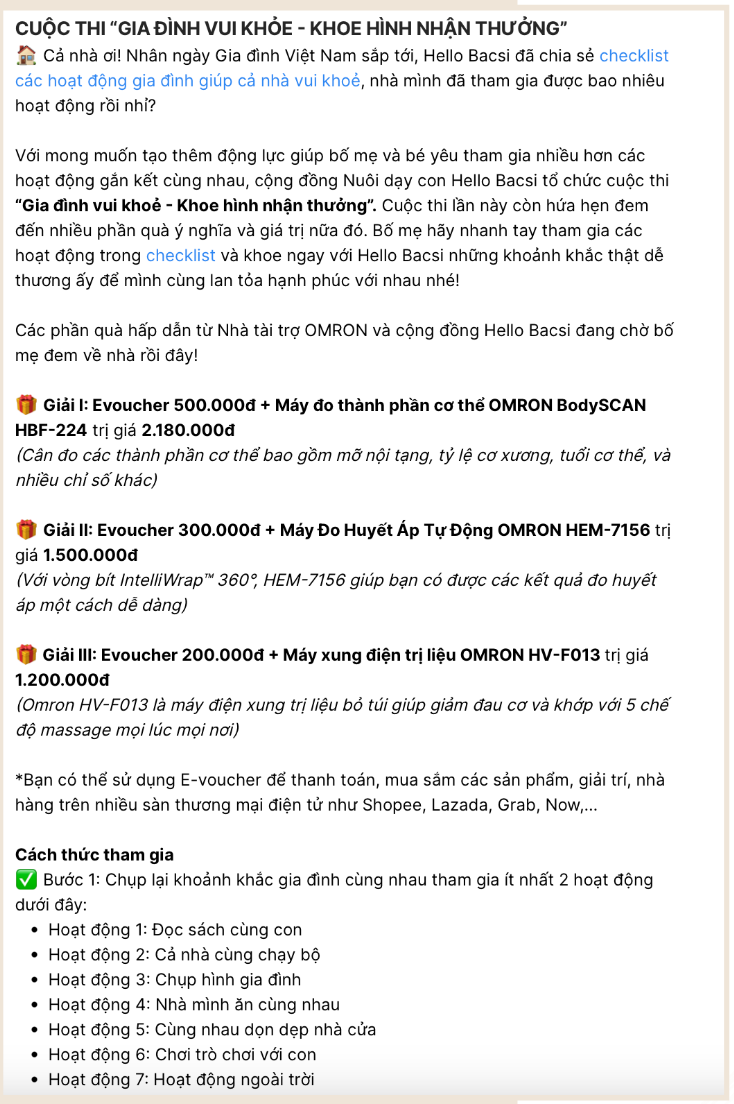 CUỘC THI “GIA ĐÌNH VUI KHỎE - KHOE HÌNH NHẬN THƯỞNG”
🏠 Cả nhà ơi! Nhân ngày Gia đình Việt Nam sắp tới, Hello Bacsi đã chia sẻ checklist
các hoạt động gia đình giúp cả nhà vui khoẻ, nhà mình đã tham gia được bao nhiêu
hoạt động rồi nhỉ?
Với mong muốn tạo thêm động lực giúp bố mẹ và bé yêu tham gia nhiều hơn các
hoạt động gắn kết cùng nhau, cộng đồng Nuôi dạy con Hello Bacsi tổ chức cuộc thi
“Gia đình vui khoẻ - Khoe hình nhận thưởng”. Cuộc thi lần này còn hứa hẹn đem
đến nhiều phần quà ý nghĩa và giá trị nữa đó. Bố mẹ hãy nhanh tay tham gia các
hoạt động trong checklist và khoe ngay với Hello Bacsi những khoảnh khắc thật dễ
thương ấy để mình cùng lan tỏa hạnh phúc với nhau nhé!
Các phần quà hấp dẫn từ Nhà tài trợ OMRON và cộng đồng Hello Bacsi đang chờ bố
mẹ đem về nhà rồi đây!
🎁 Giải I: Evoucher 500.000đ + Máy đo thành phần cơ thể OMRON BodySCAN
HBF-224 trị giá 2.180.000đ
(Cân đo các thành phần cơ thể bao gồm mỡ nội tạng, tỷ lệ cơ xương, tuổi cơ thể, và
nhiều chỉ số khác)
🎁 Giải II: Evoucher 300.000đ + Máy Đo Huyết Áp Tự Động OMRON HEM-7156 trị
giá 1.500.000đ
(Với vòng bít IntelliWrap™ 360°, HEM-7156 giúp bạn có được các kết quả đo huyết
áp một cách dễ dàng)
🎁 Giải III: Evoucher 200.000đ + Máy xung điện trị liệu OMRON HV-F013 trị giá
1.200.000đ
(Omron HV-F013 là máy điện xung trị liệu bỏ túi giúp giảm đau cơ và khớp với 5 chế
độ massage mọi lúc mọi nơi)
*Bạn có thể sử dụng E-voucher để thanh toán, mua sắm các sản phẩm, giải trí, nhà
hàng trên nhiều sàn thương mại điện tử như Shopee, Lazada, Grab, Now,...
Cách thức tham gia
✅ Bước 1: Chụp lại khoảnh khắc gia đình cùng nhau tham gia ít nhất 2 hoạt động
dưới đây:
• Hoạt động 1: Đọc sách cùng con
• Hoạt động 2: Cả nhà cùng chạy bộ
• Hoạt động 3: Chụp hình gia đình
• Hoạt động 4: Nhà mình ăn cùng nhau
• Hoạt động 5: Cùng nhau dọn dẹp nhà cửa
• Hoạt động 6: Chơi trò chơi với con
• Hoạt động 7: Hoạt động ngoài trời